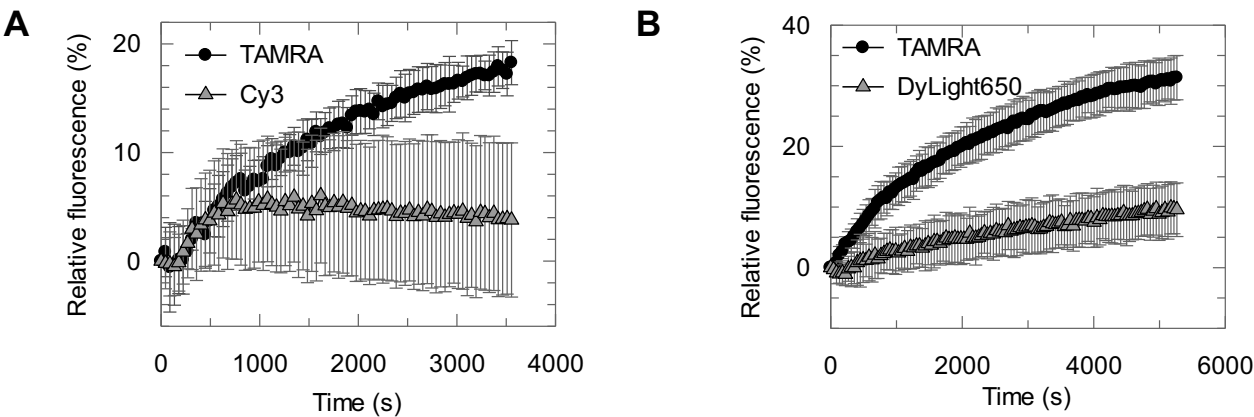 A
Relative fluorescence (%)
20
10
0
TAMRA
Cy3
0 1000 2000 3000 4000
Time (s)
B
Relative fluorescence (%)
40
20
0
TAMRA
DyLight650
0 2000 4000 6000
Time (s)